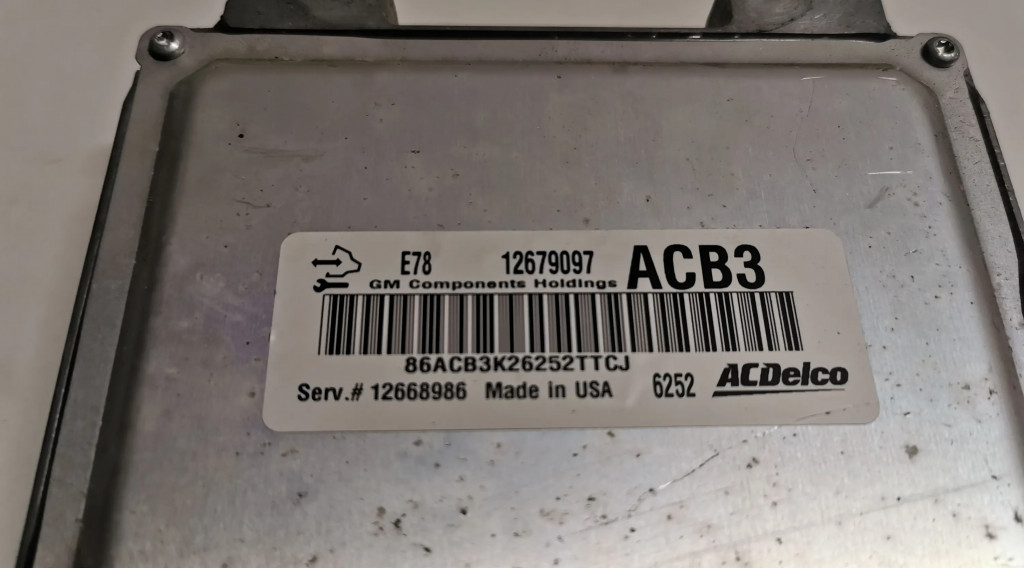 E78 12679097 ACB3
GM Components Holdings
86ACB3K26252TTCJ
Serv.# 12668986 Made in USA 6252 ACDelco